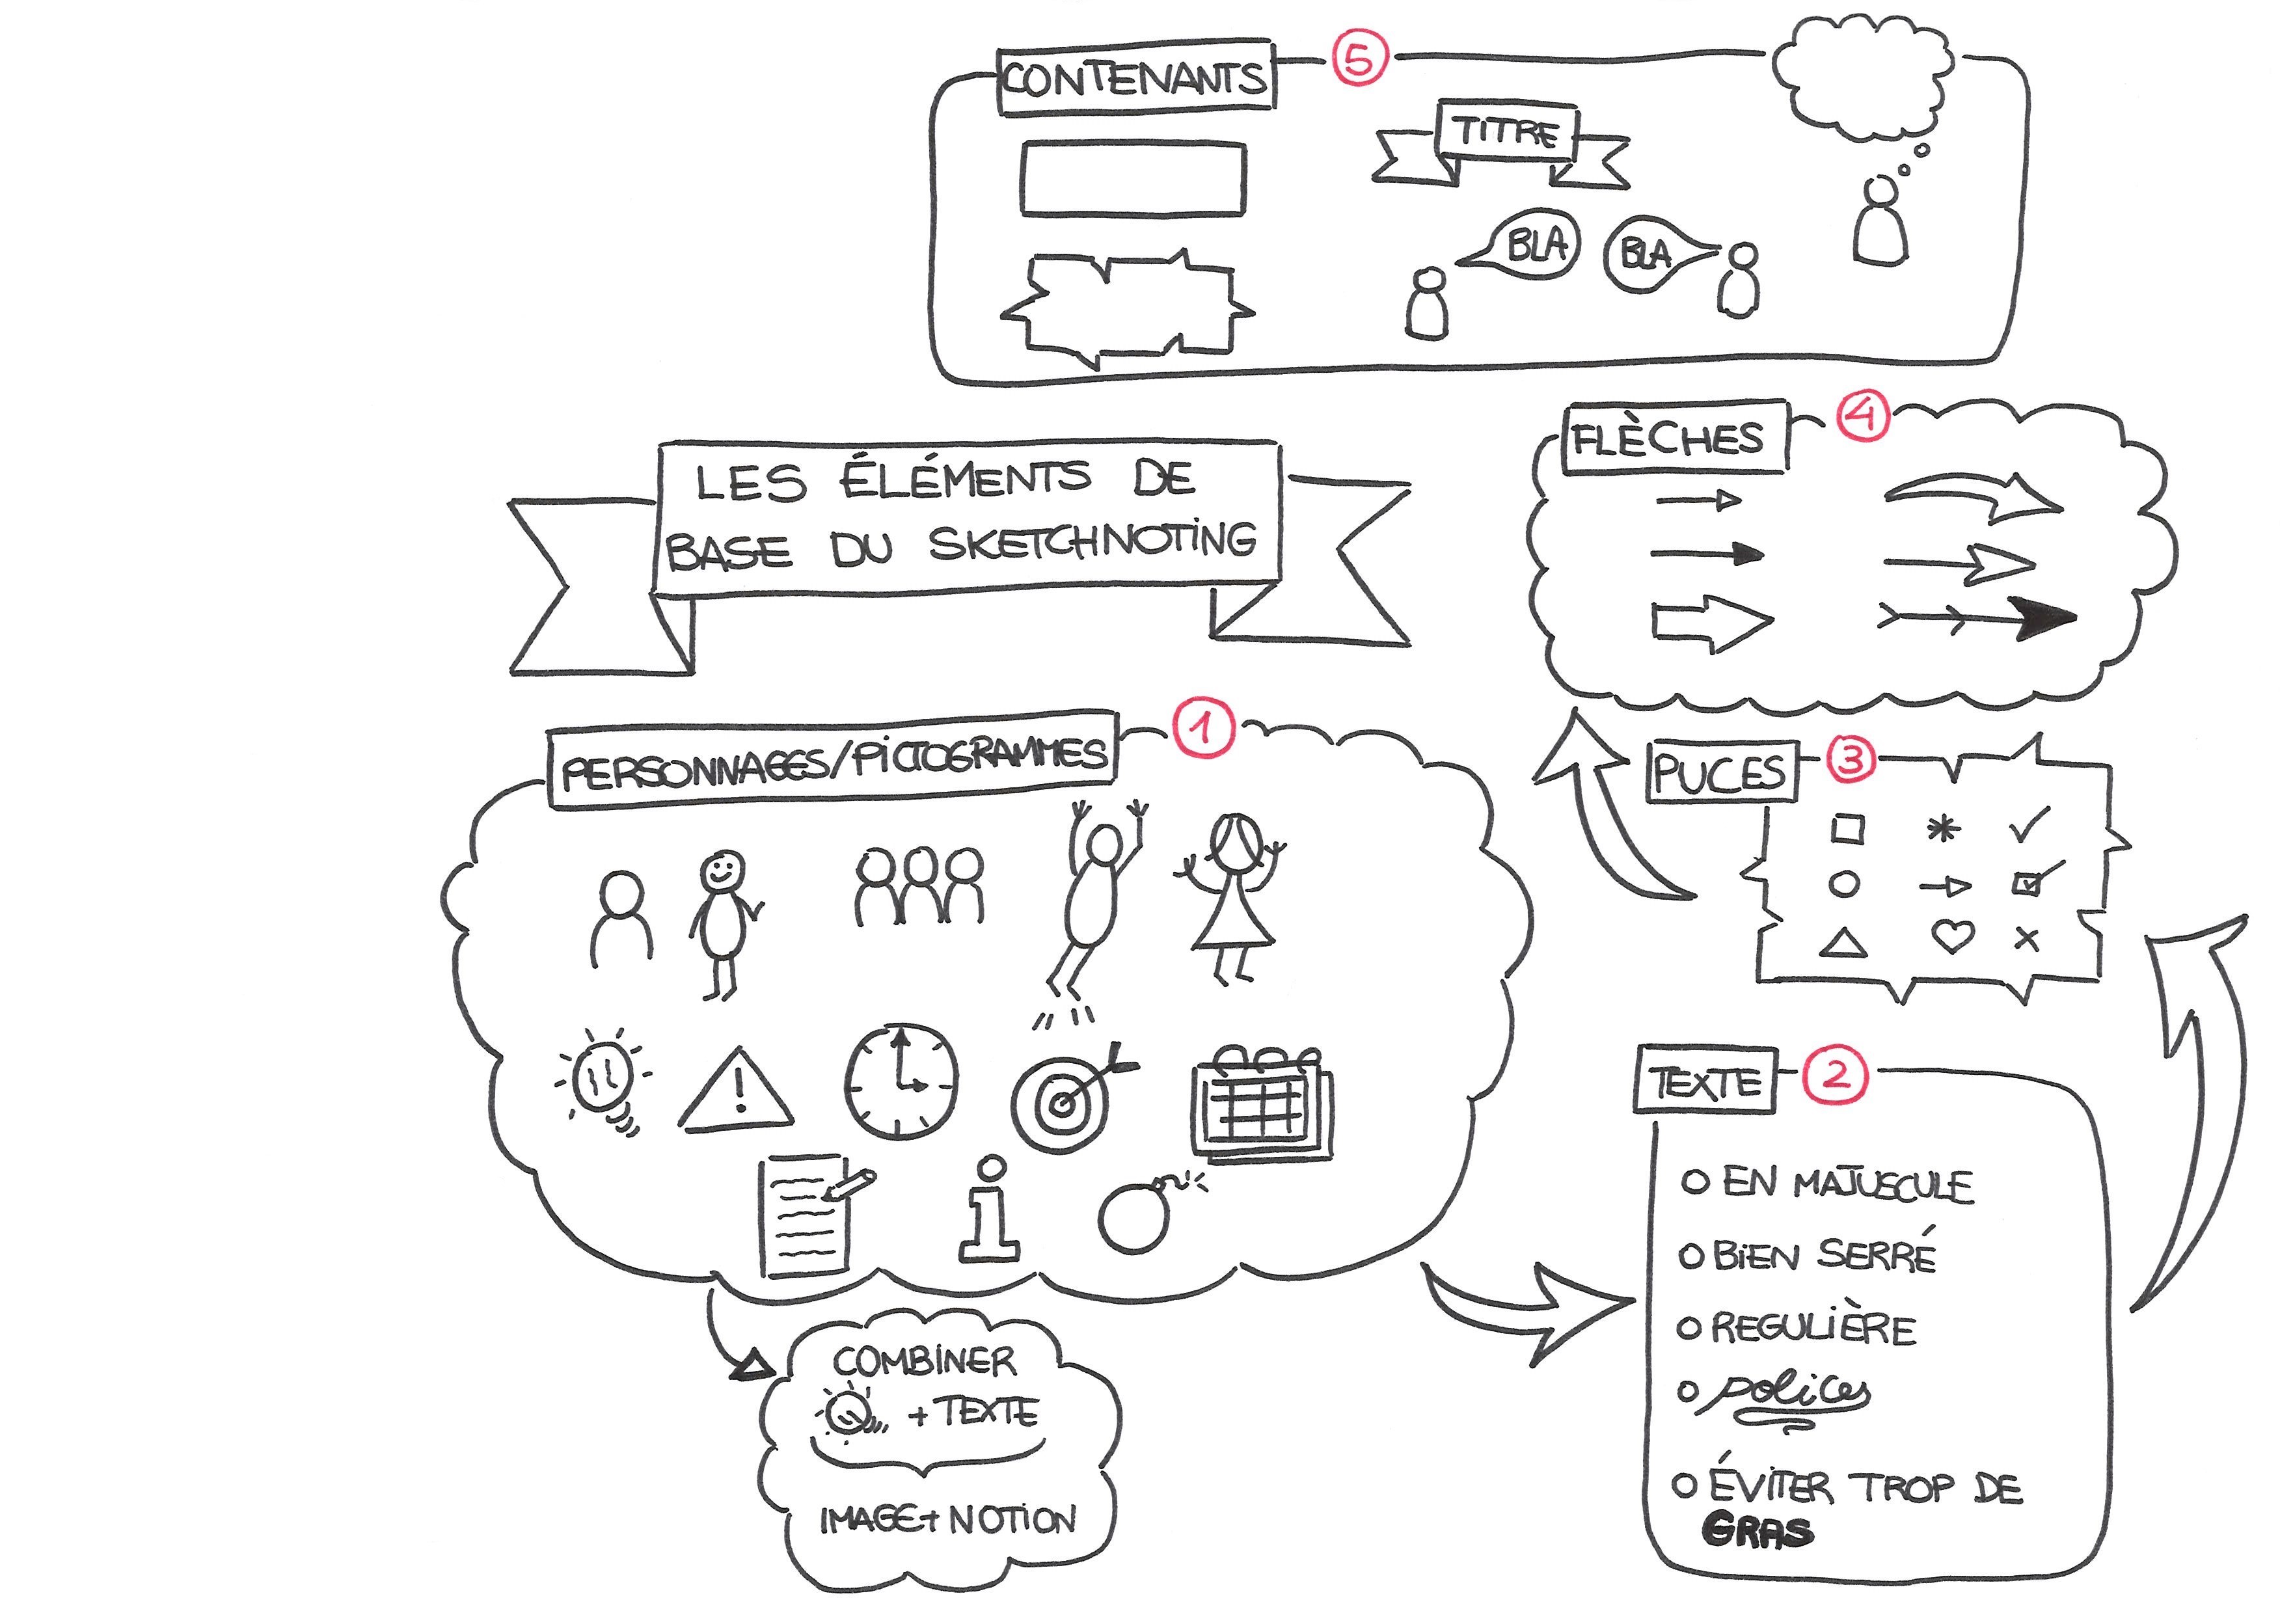 CONTENANTS 5
TITRE
BLA BLA
LES ÉLÉMENTS DE
BASE DU SKETCHNOTING
FLÈCHES 4
PERSONNAGES/PICTOGRAMMES 1
PUCES 3
TEXTE 2
O EN MAJUSCULE
O BIEN SERRÉ
O REGULIÈRE
O polices
O ÉVITER TROP DE
GRAS
COMBINER
+ TEXTE
IMAGE + NOTION